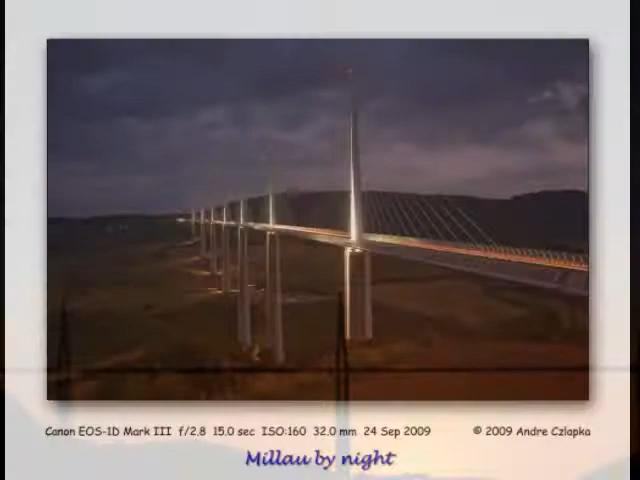 Canon EOS-1D Mark III f/2.8 15.0 sec ISO:160 32.0 mm 24 Sep 2009 © 2009 Andre Czlapka
Millau by night